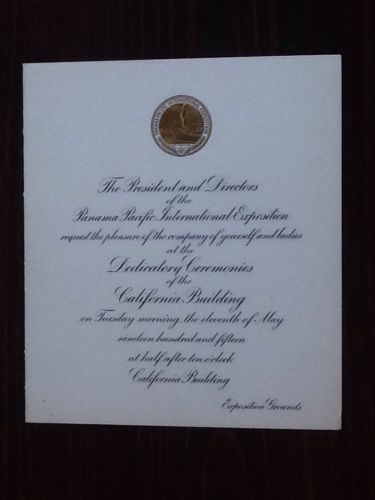 The President and Directors
of the
Panama Pacific International Exposition
request the pleasure of the company of yourself and ladies
at the
Dedicatory Ceremonies
of the
California Building
on Tuesday morning, the eleventh of May
nineteen hundred and fifteen
at half after ten o'clock
California Building
Exposition Grounds